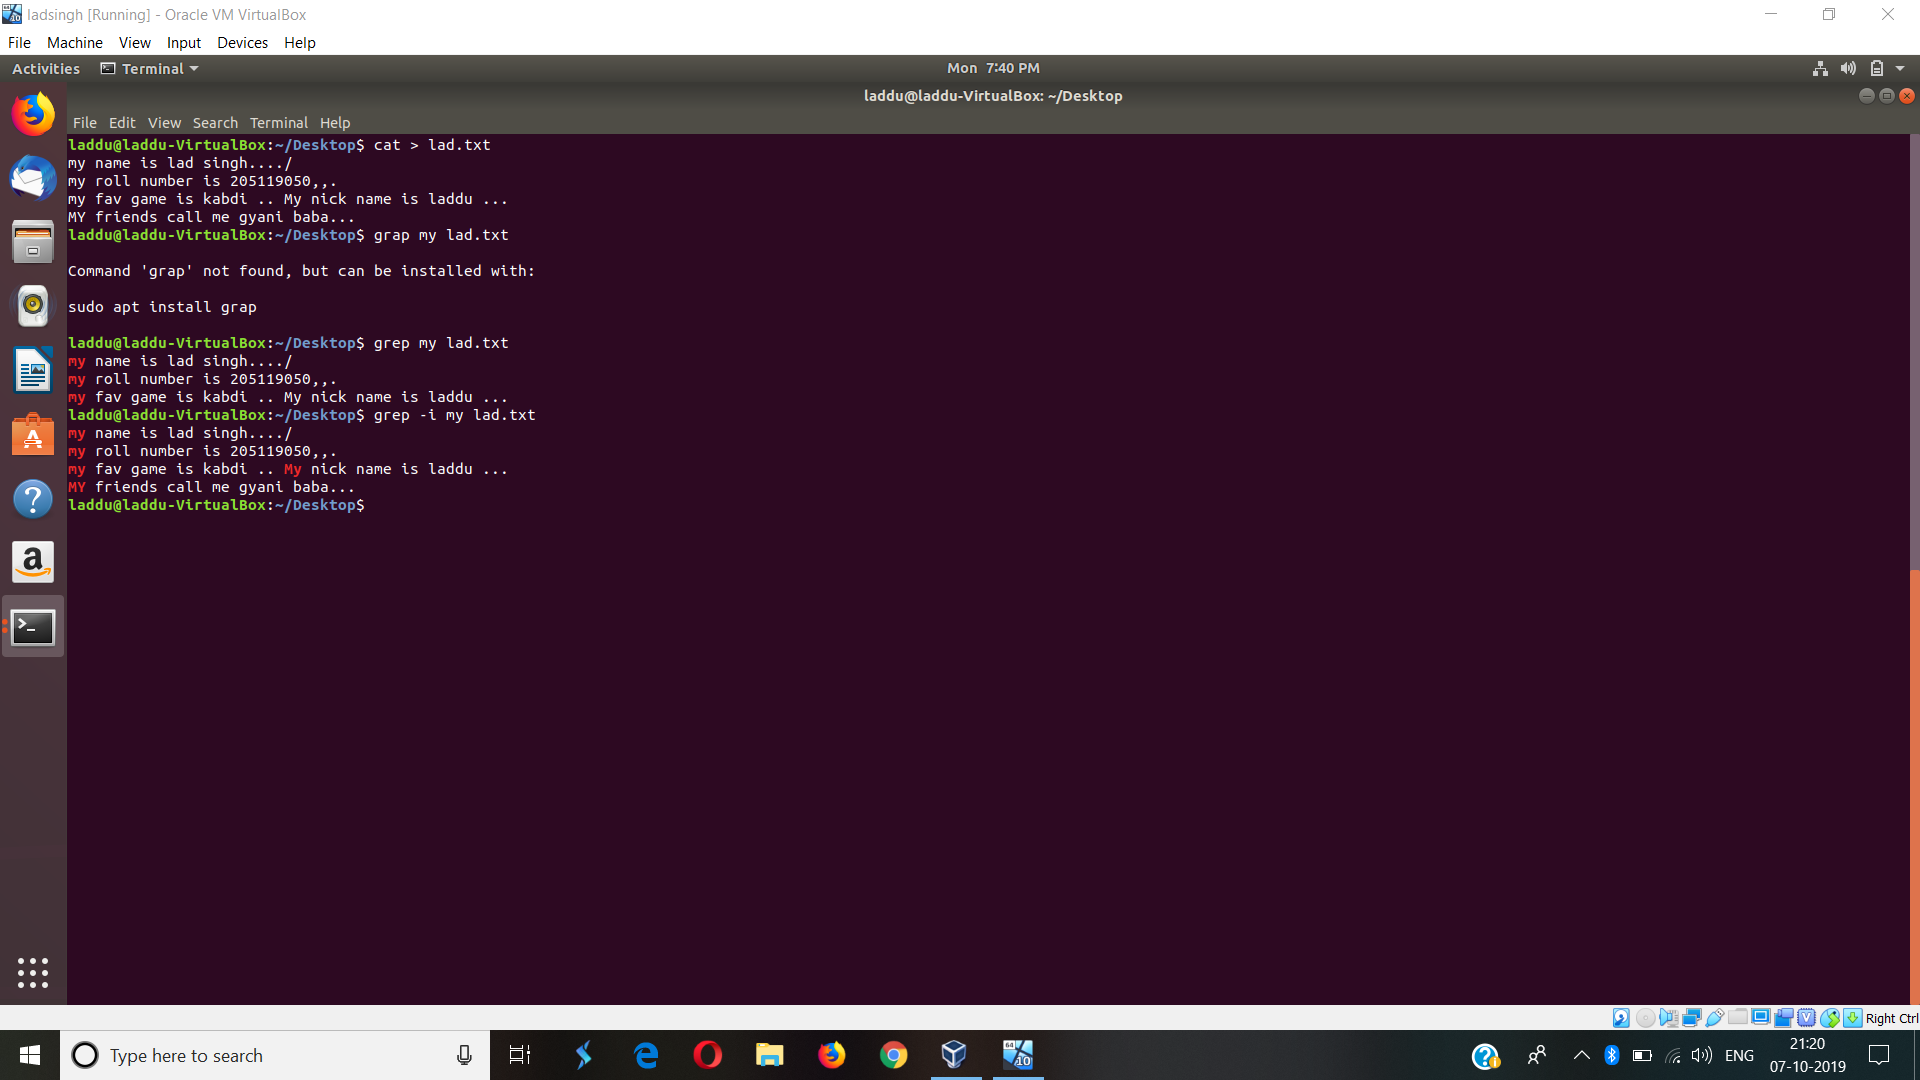 ladsingh [Running] - Oracle VM VirtualBox
File Machine View Input Devices Help
Activities Terminal Mon 7:40 PM
laddu@laddu-VirtualBox: ~/Desktop
File Edit View Search Terminal Help
laddu@laddu-VirtualBox:~/Desktop$ cat > lad.txt
my name is lad singh..../
my roll number is 205119050,,.
my fav game is kabdi .. My nick name is laddu ...
MY friends call me gyani baba...
laddu@laddu-VirtualBox:~/Desktop$ grap my lad.txt
Command 'grap' not found, but can be installed with:
sudo apt install grap
laddu@laddu-VirtualBox:~/Desktop$ grep my lad.txt
my name is lad singh..../
my roll number is 205119050,,.
my fav game is kabdi .. My nick name is laddu ...
laddu@laddu-VirtualBox:~/Desktop$ grep -i my lad.txt
my name is lad singh..../
my roll number is 205119050,,.
my fav game is kabdi .. My nick name is laddu ...
MY friends call me gyani baba...
laddu@laddu-VirtualBox:~/Desktop$
Right Ctrl
Type here to search
ENG
21:20
07-10-2019